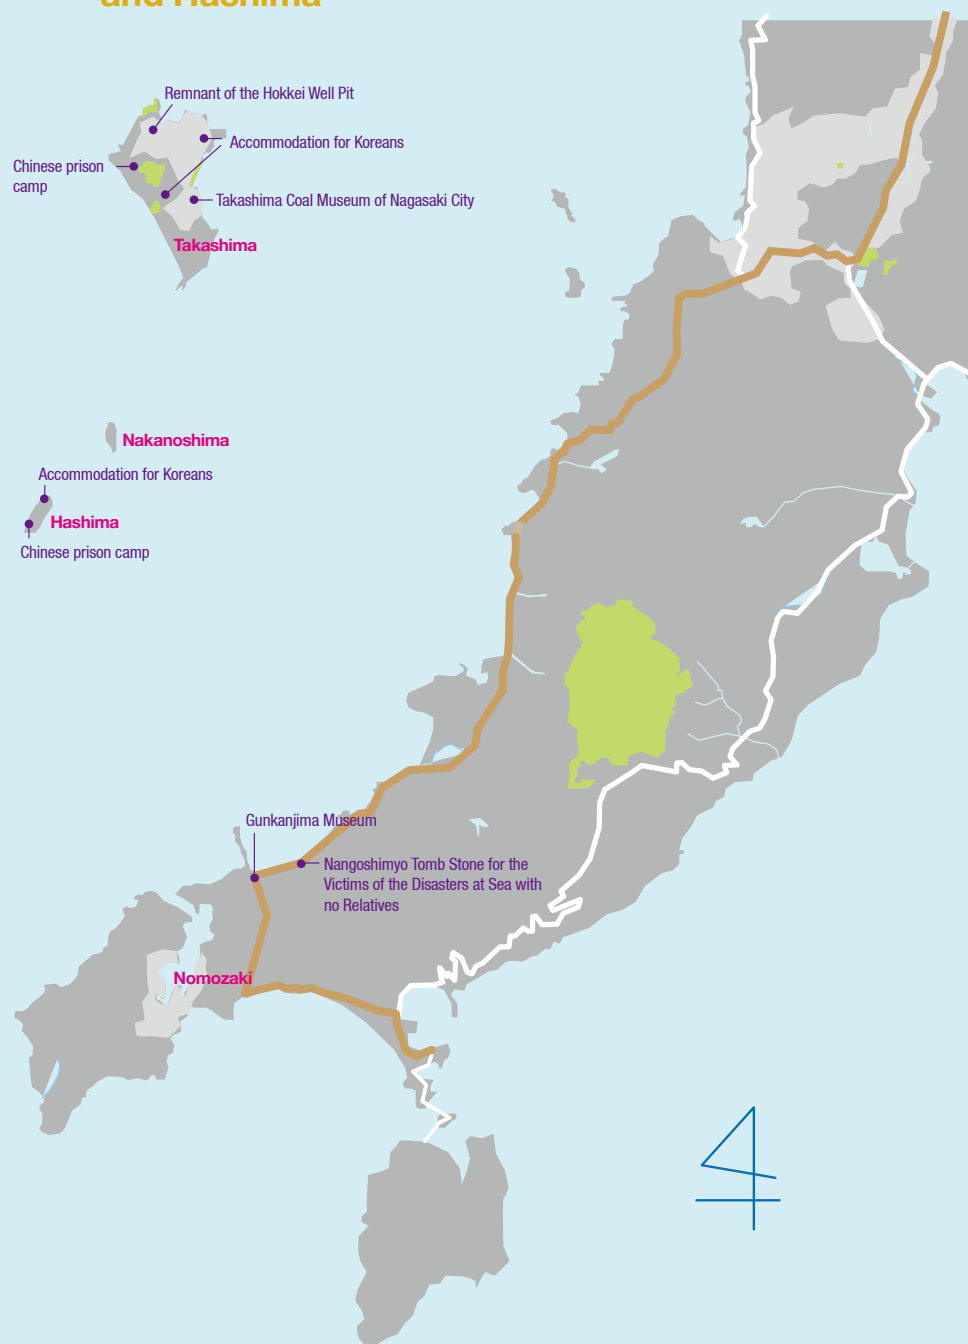 and Hashima
Remnant of the Hokkei Well Pit
Accommodation for Koreans
Chinese prison
camp
Takashima Coal Museum of Nagasaki City
Takashima
Nakanoshima
Accommodation for Koreans
Hashima
Chinese prison camp
Gunkanjima Museum
Nangoshimyo Tomb Stone for the
Victims of the Disasters at Sea with
no Relatives
Nomozaki